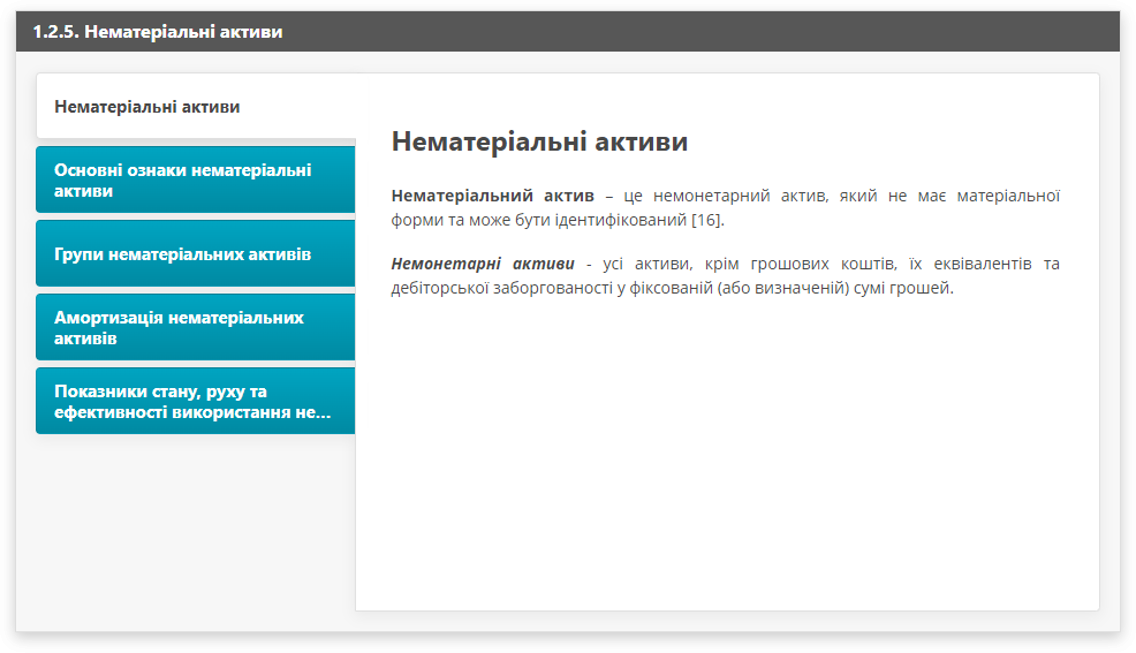 1.2.5. Нематеріальні активи
Нематеріальні активи
Основні ознаки нематеріальні
активи
Групи нематеріальних активів
Амортизація нематеріальних
активів
Показники стану, руху та
ефективності використання не...
Нематеріальні активи
Нематеріальний актив – це немонетарний актив, який не має матеріальної
форми та може бути ідентифікований [16].
Немонетарні активи - усі активи, крім грошових коштів, їх еквівалентів та
дебіторської заборгованості у фіксованій (або визначеній) сумі грошей.